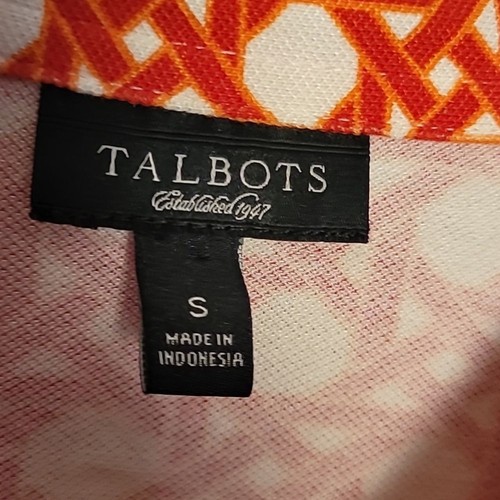 TALBOTS
Established 1947
S
MADE IN
INDONESIA